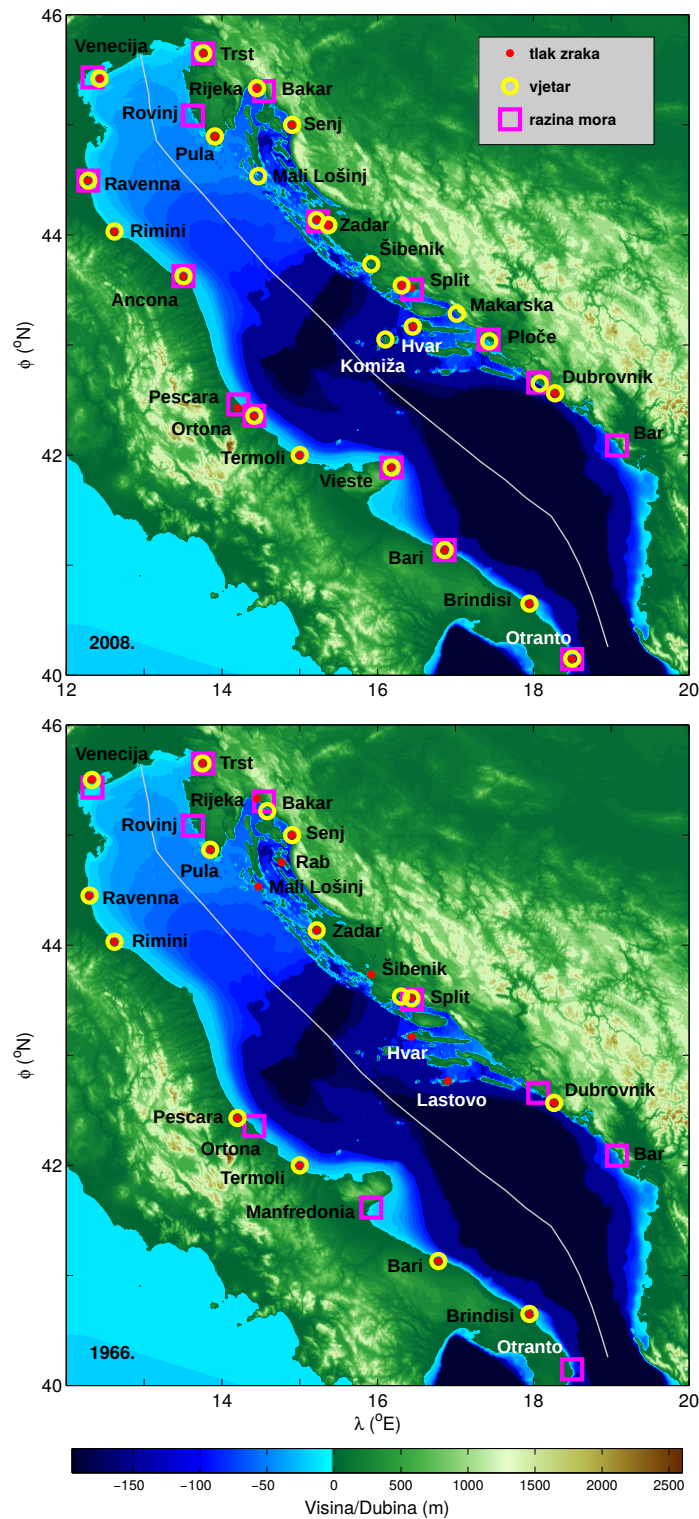 46
Venecija
Trst
tlak zraka
vjetar
razina mora
Rijeka
Bakar
Rovinj
Senj
45
Pula
φ (°N)
Ravenna
Mali Lošinj
44
Rimini
Zadar
Šibenik
Ancona
Split
Makarska
Hvar
Ploče
Komiža
Pescara
Dubrovnik
Ortona
Bar
42
Termoli
Vieste
Bari
Brindisi
Otranto
2008.
40
12 14 16 18 20
46
Venecija
Trst
Rijeka
Bakar
Rovinj
Senj
Pula
Rab
Ravenna
Mali Lošinj
44
Rimini
Zadar
Šibenik
Split
φ (°N)
Hvar
Lastovo
Dubrovnik
Pescara
Ortona
Bar
42
Termoli
Manfredonia
Bari
Brindisi
Otranto
1966.
40
12 14 16 18 20
λ (°E)
−150 −100 −50 0 500 1000 1500 2000 2500
Visina/Dubina (m)